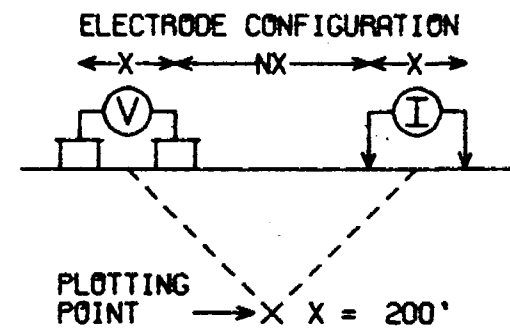 ELECTRODE CONFIGURATION
X NX X
V I
PLOTTING
POINT X X = 200'